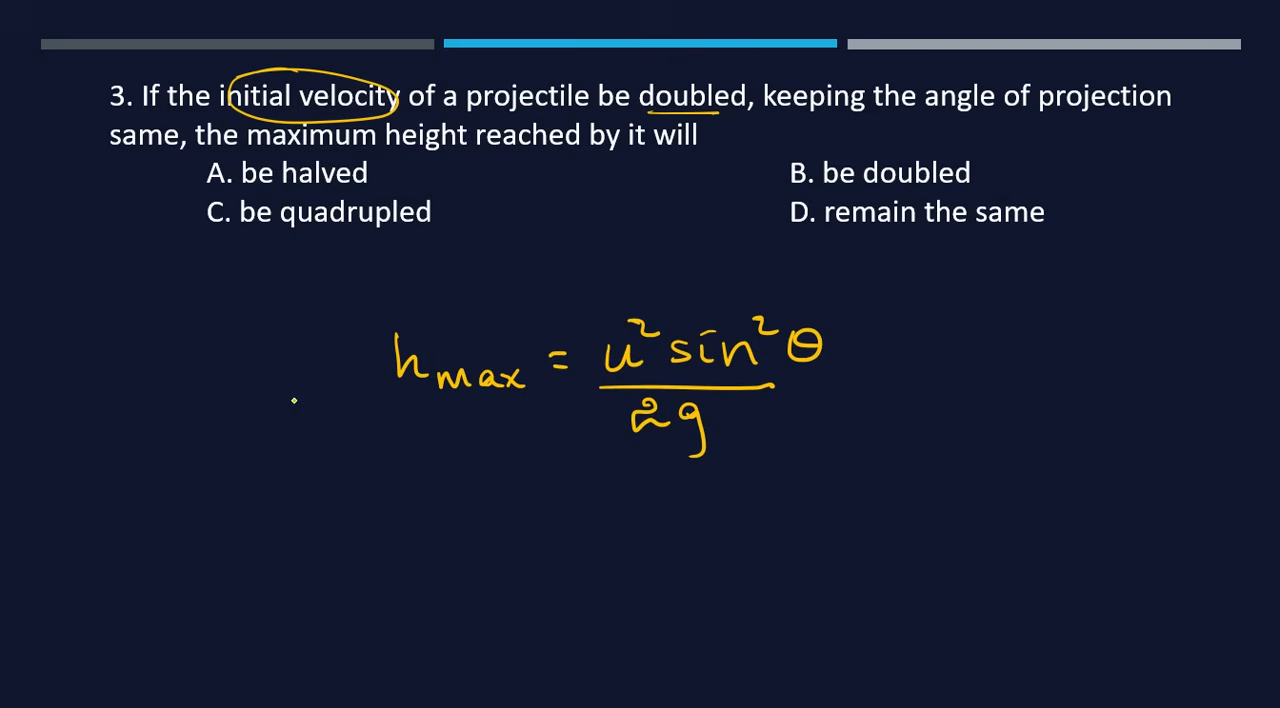 3. If the initial velocity of a projectile be doubled, keeping the angle of projection
same, the maximum height reached by it will
A. be halved B. be doubled
C. be quadrupled D. remain the same
h_max = u² sin² θ
2g